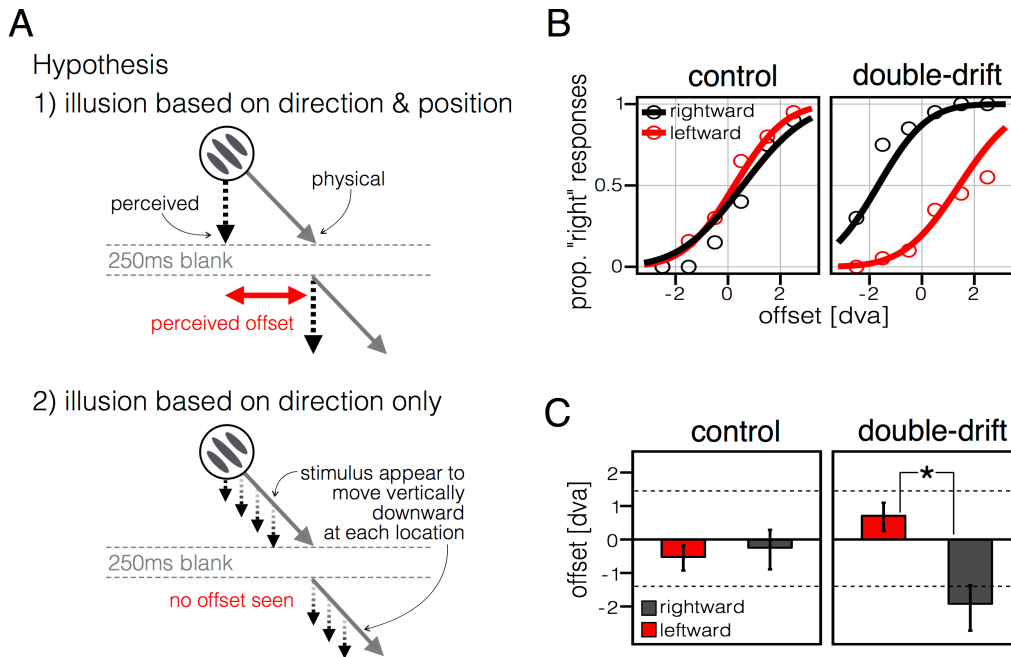 A
Hypothesis
1) illusion based on direction & position
perceived
physical
250ms blank
perceived offset
2) illusion based on direction only
stimulus appear to
move vertically
downward
at each location
250ms blank
no offset seen
B
control
double-drift
prop. "right" responses
1
0.5
0
rightward
leftward
-2
0
2
-2
0
2
offset [dva]
C
control
double-drift
offset [dva]
2
1
0
-1
-2
*
rightward
leftward